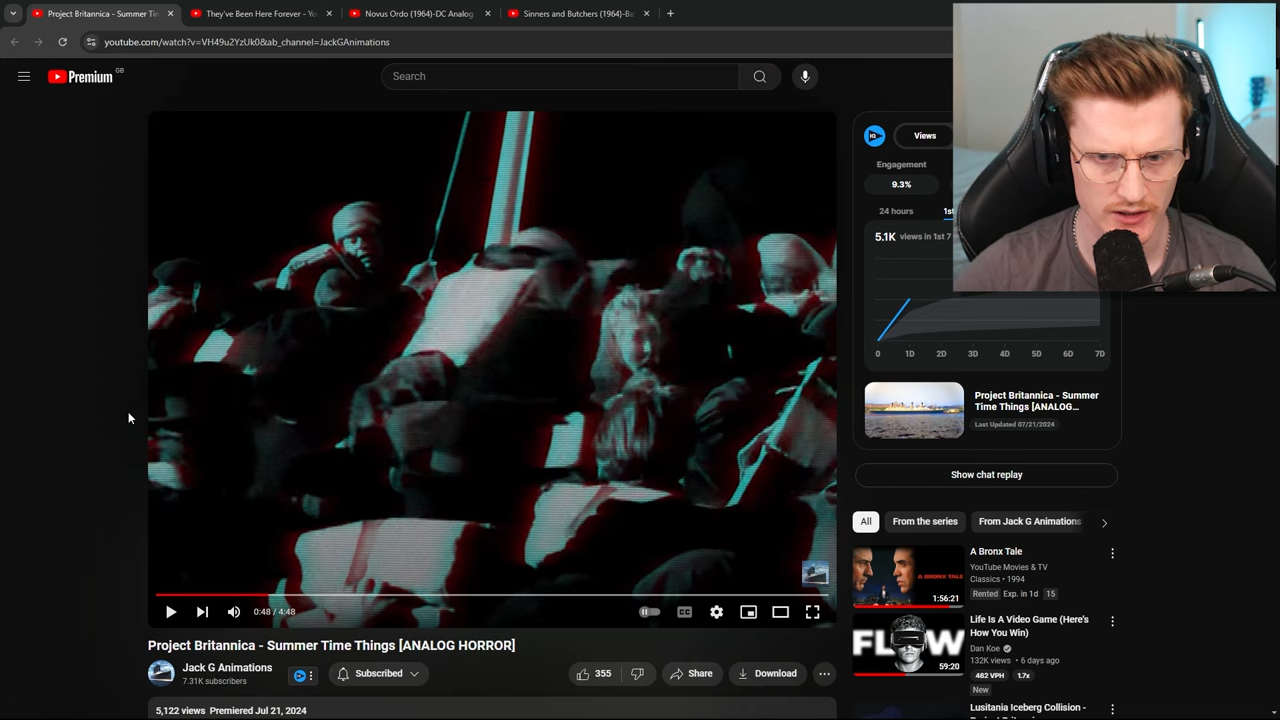 Project Britannica - Summer Tim
They've Been Here Forever - Yo
Novus Ordo (1964)-DC Analog
Sinners and Butchers (1964)-Ba
youtube.com/watch?v=VH49u2YzUk0&ab_channel=JackGAnimations
Premium GB
Search
Views
Engagement
9.3%
24 hours 1st
5.1K views in 1st 7
0 1D 2D 3D 4D 5D 6D 7D
Project Britannica - Summer
Time Things [ANALOG...
Last Updated 07/21/2024
Show chat replay
All From the series From Jack G Animations
A Bronx Tale
YouTube Movies & TV
Classics • 1994
Rented Exp. in 1d 15
A BRONX TALE
1:56:21
Life Is A Video Game (Here's
How You Win)
Dan Koe
132K views • 6 days ago
462 VPH 1.7x
New
FLOW
59:20
Lusitania Iceberg Collision -
0:48 / 4:48
CC
Project Britannica - Summer Time Things [ANALOG HORROR]
Jack G Animations
7.31K subscribers
Subscribed
355
Share
Download
5,122 views Premiered Jul 21, 2024